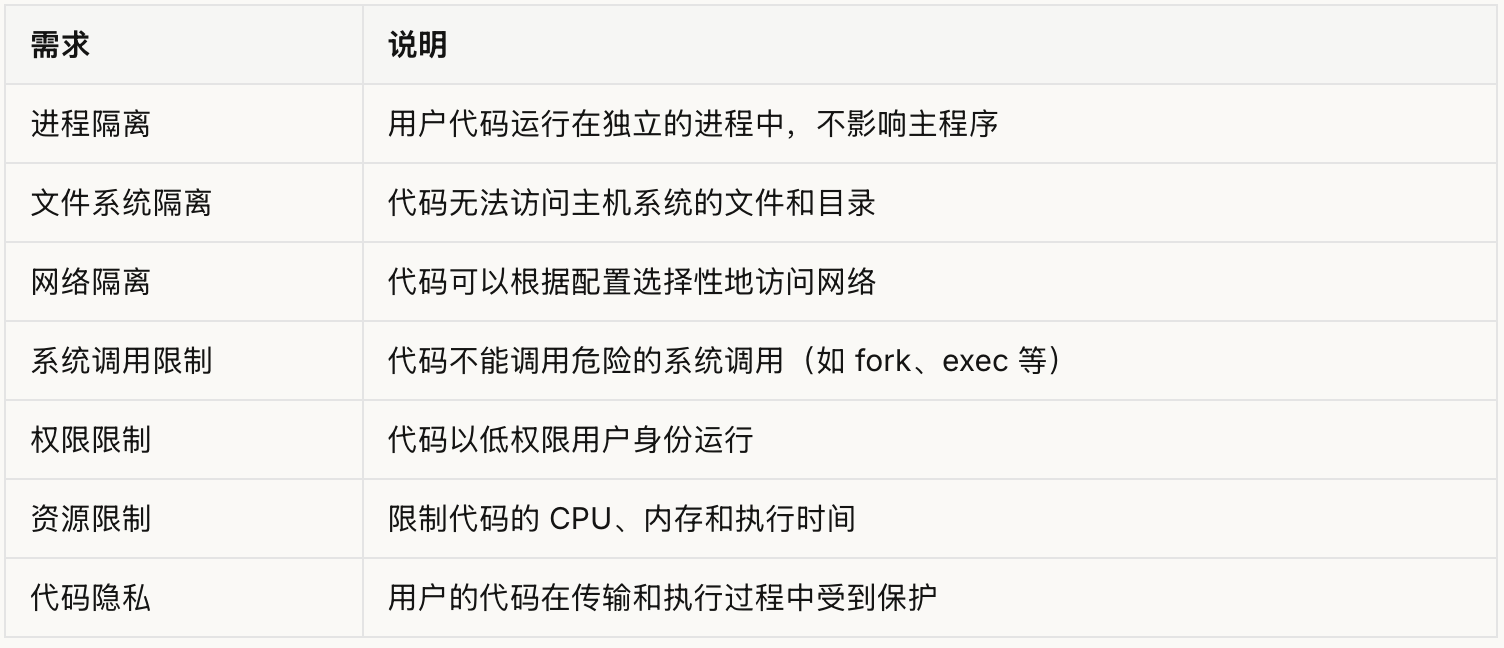 需求 说明
进程隔离 用户代码运行在独立的进程中，不影响主程序
文件系统隔离 代码无法访问主机系统的文件和目录
网络隔离 代码可以根据配置选择性地访问网络
系统调用限制 代码不能调用危险的系统调用（如 fork、exec 等）
权限限制 代码以低权限用户身份运行
资源限制 限制代码的 CPU、内存和执行时间
代码隐私 用户的代码在传输和执行过程中受到保护